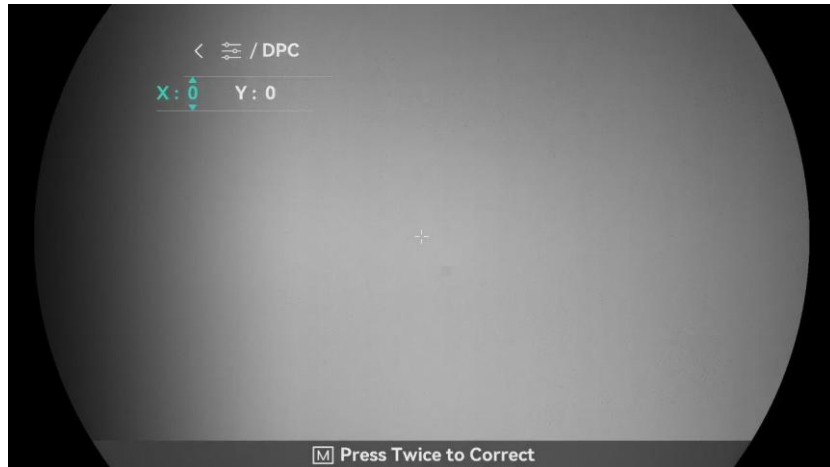 / DPC
X : 0 Y : 0
M Press Twice to Correct